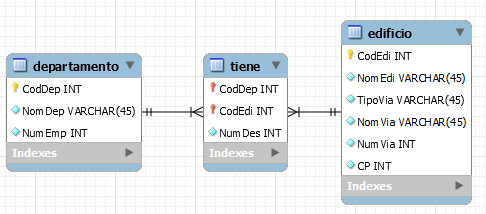 departamento
CodDep INT
NomDep VARCHAR(45)
NumEmp INT
Indexes
tiene
CodDep INT
CodEdi INT
NumDes INT
Indexes
edificio
CodEdi INT
NomEdi VARCHAR(45)
TipoVia VARCHAR(45)
NomVia VARCHAR(45)
NumVia INT
CP INT
Indexes